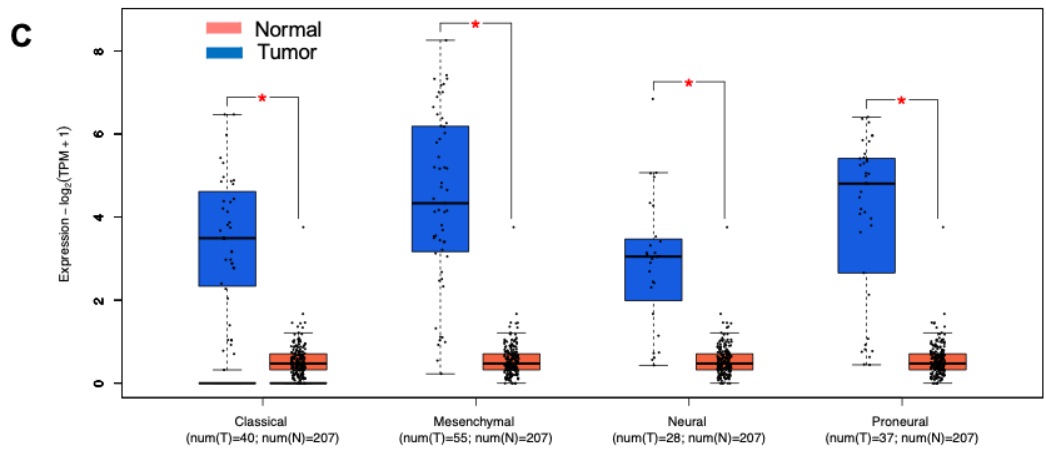 C
Normal
Tumor
Expression – log₂(TPM + 1)
8
6
4
2
0
* * * *
Classical
(num(T)=40; num(N)=207)
Mesenchymal
(num(T)=55; num(N)=207)
Neural
(num(T)=28; num(N)=207)
Proneural
(num(T)=37; num(N)=207)